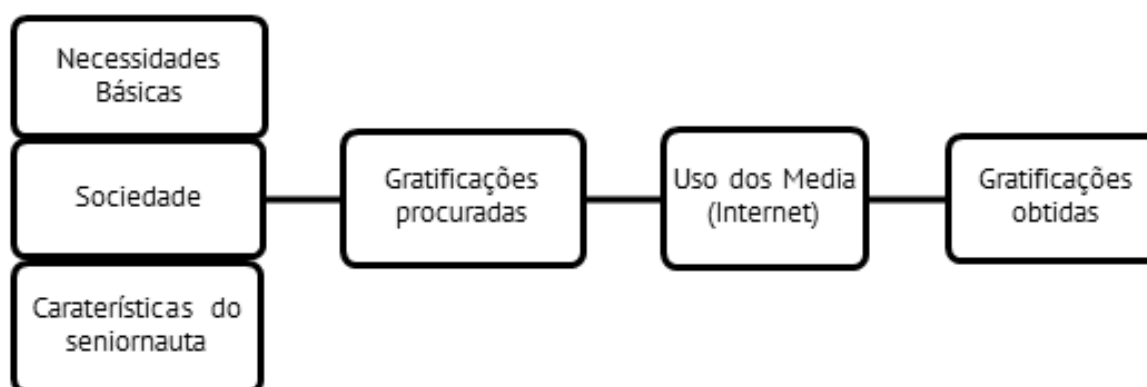 Necessidades
Básicas
Sociedade
Caraterísticas do
seniornauta
Gratificações
procuradas
Uso dos Media
(Internet)
Gratificações
obtidas